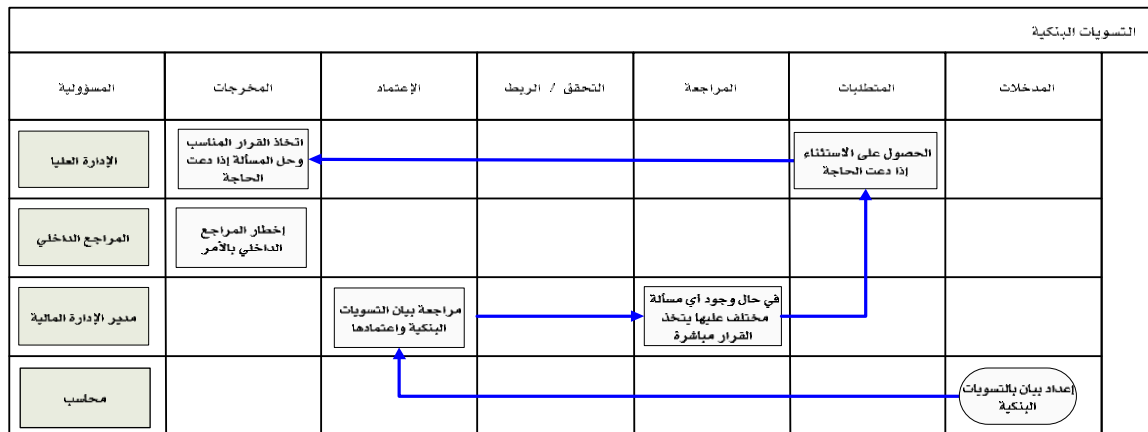 التسويات البنكية
المدخلات
المتطلبات
المراجعة
التحقق / الربط
الإعتماد
المخرجات
المسؤولية
الحصول على الاستثناء
إذا دعت الحاجة
اتخاذ القرار المناسب
وحل المسألة إذا دعت
الحاجة
الإدارة العليا
إخطار المراجع
الداخلي بالأمر
المراجع الداخلي
في حال وجود أي مسألة
مختلف عليها يتخذ
القرار مباشرة
مراجعة بيان التسويات
البنكية واعتمادها
مدير الإدارة المالية
إعداد بيان بالتسويات
البنكية
محاسب